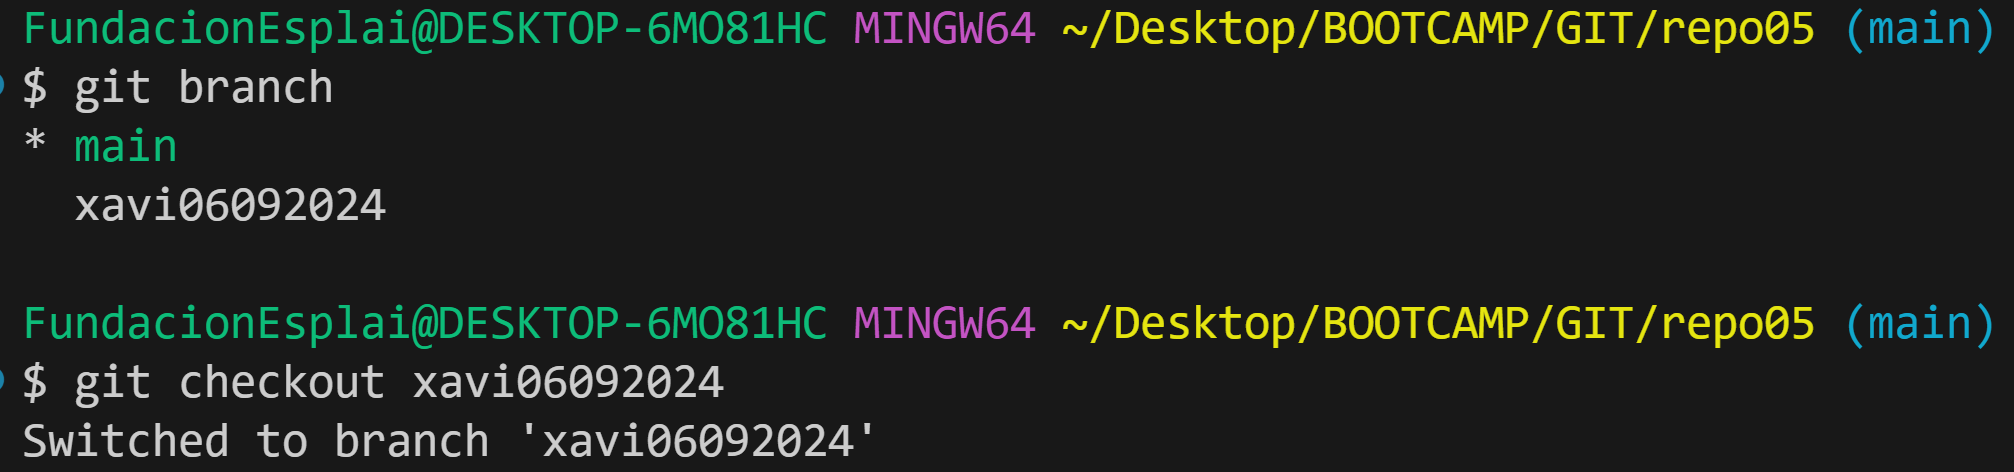 FundacionEsplai@DESKTOP-6MO81HC MINGW64 ~/Desktop/BOOTCAMP/GIT/repo05 (main)
$ git branch
* main
  xavi06092024

FundacionEsplai@DESKTOP-6MO81HC MINGW64 ~/Desktop/BOOTCAMP/GIT/repo05 (main)
$ git checkout xavi06092024
Switched to branch 'xavi06092024'